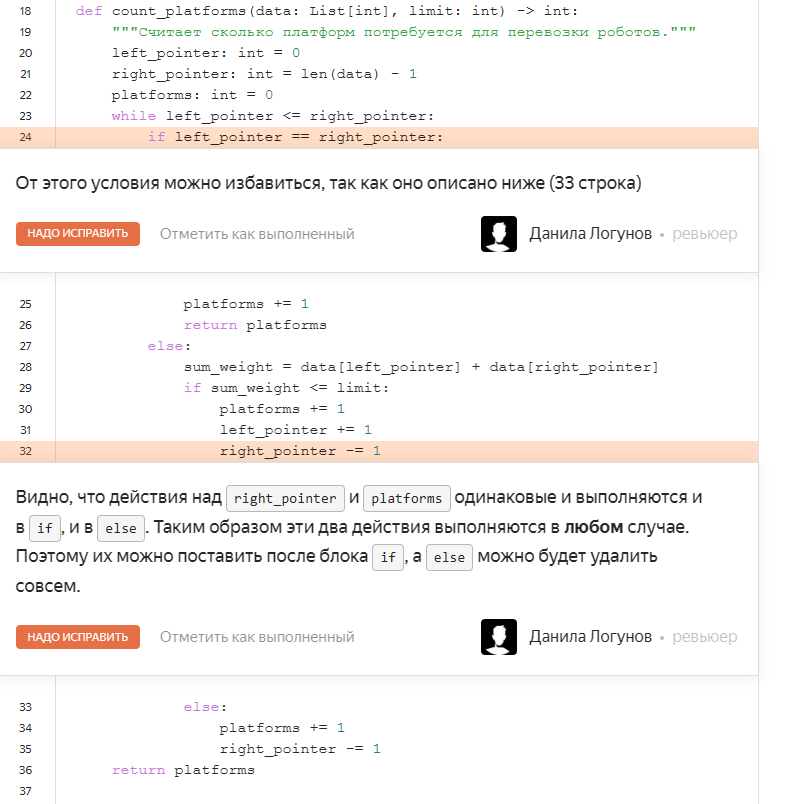 18 def count_platforms(data: List[int], limit: int) -> int:
19 """Считает сколько платформ потребуется для перевозки роботов."""
20 left_pointer: int = 0
21 right_pointer: int = len(data) - 1
22 platforms: int = 0
23 while left_pointer <= right_pointer:
24 if left_pointer == right_pointer:
От этого условия можно избавиться, так как оно описано ниже (33 строка)
НАДО ИСПРАВИТЬ Отметить как выполненный Данила Логунов • ревьюер
25 platforms += 1
26 return platforms
27 else:
28 sum_weight = data[left_pointer] + data[right_pointer]
29 if sum_weight <= limit:
30 platforms += 1
31 left_pointer += 1
32 right_pointer -= 1
Видно, что действия над right_pointer и platforms одинаковые и выполняются и
в if, и в else. Таким образом эти два действия выполняются в любом случае.
Поэтому их можно поставить после блока if, а else можно будет удалить
совсем.
НАДО ИСПРАВИТЬ Отметить как выполненный Данила Логунов • ревьюер
33 else:
34 platforms += 1
35 right_pointer -= 1
36 return platforms
37